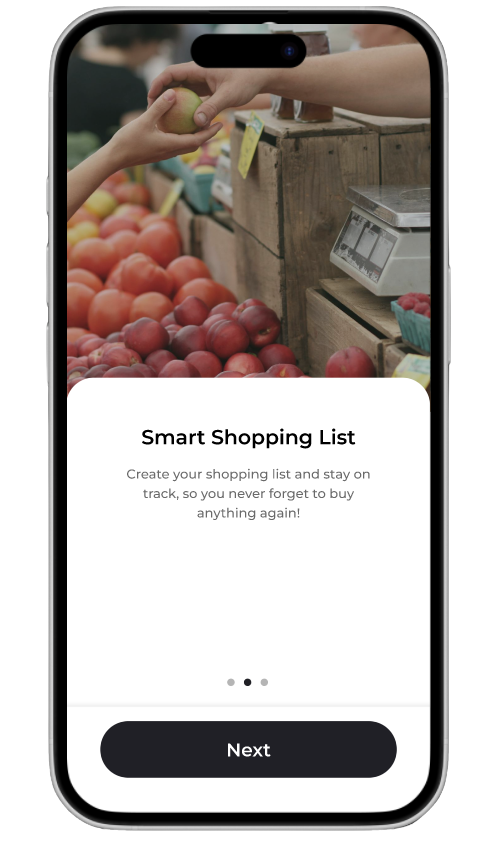 Smart Shopping List
Create your shopping list and stay on
track, so you never forget to buy
anything again!
Next